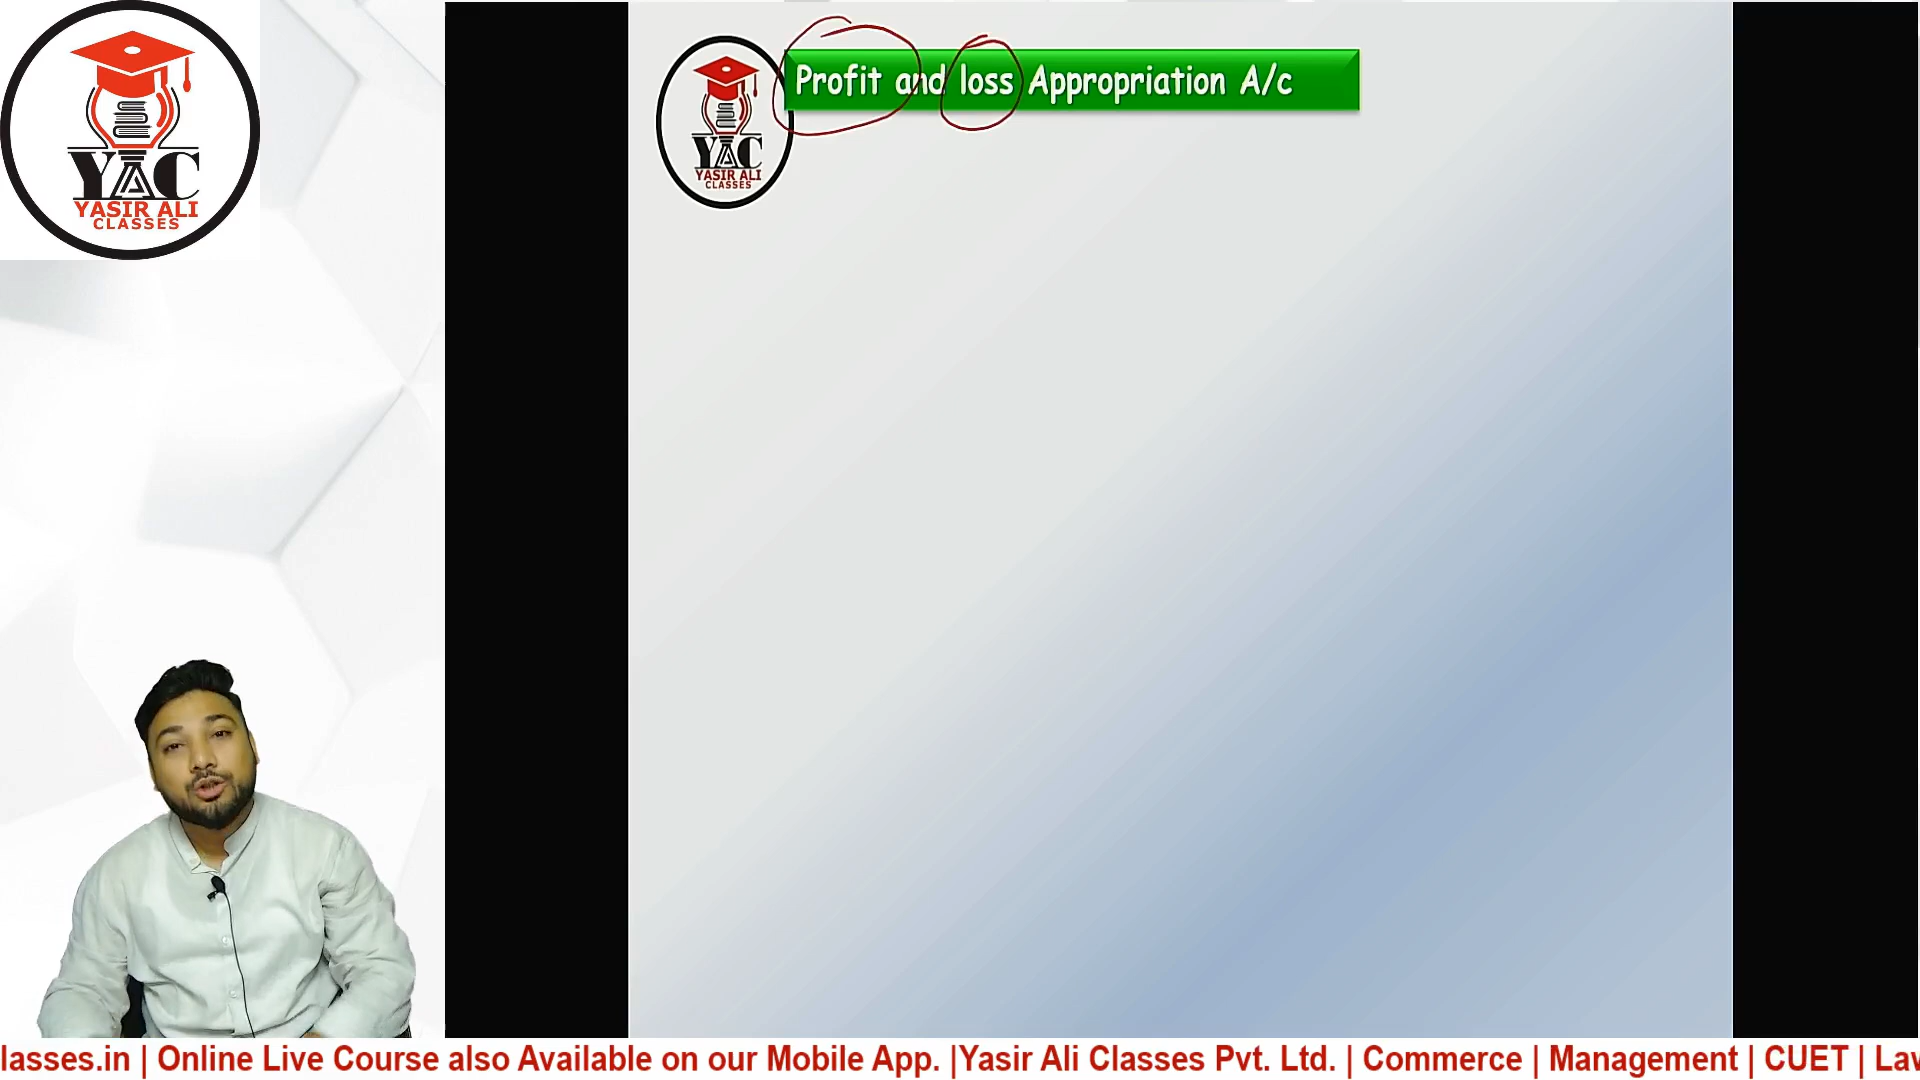 YAC
YASIR ALI
CLASSES
Profit and loss Appropriation A/c
YAC
YASIR ALI
CLASSES
lasses.in | Online Live Course also Available on our Mobile App. |Yasir Ali Classes Pvt. Ltd. | Commerce | Management | CUET | Lav